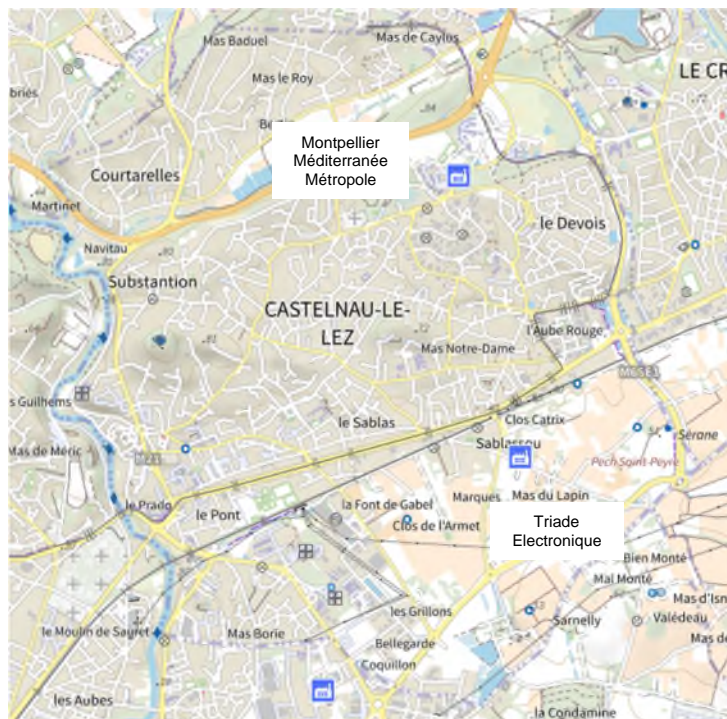 Mas Baduel
Mas de Caylus
Mas le Roy
LE CR
briès
Montpellier
Méditerranée
Métropole
Courtarelles
Martinet
le Devois
Navitau
Substantion
CASTELNAU-LE-
LEZ
l'Aube Rouge
Mas Notre-Dame
M65E1
s Guilhems
le Sablas
Clos Catrix
Sérane
Sablassou
Mas de Méric
M21
Pech Saint-Peyre
Marques
Mas du Lapin
le Prado
le Pont
la Font de Gabel
Clos de l'Armet
Triade
Electronique
Bien Monté
Mal Monté
Mas d'Isn
les Grillons
Sarnelly
Valédeau
le Moulin de Sayret
Mas Borie
Mas de
Bellegarde
Coquillon
les Aubes
la Condamine